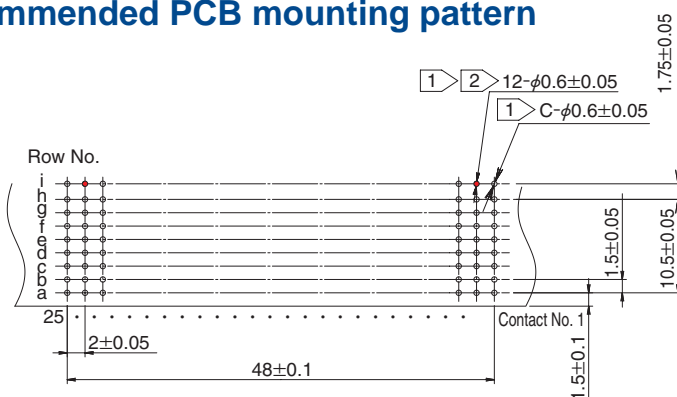 mmended PCB mounting pattern
1.75±0.05
1 2 12-ϕ0.6±0.05
1 C-ϕ0.6±0.05
Row No.
i
h
g
f
e
d
c
b
a
1.5±0.05
10.5±0.05
25
Contact No. 1
2±0.05
48±0.1
1.5±0.1